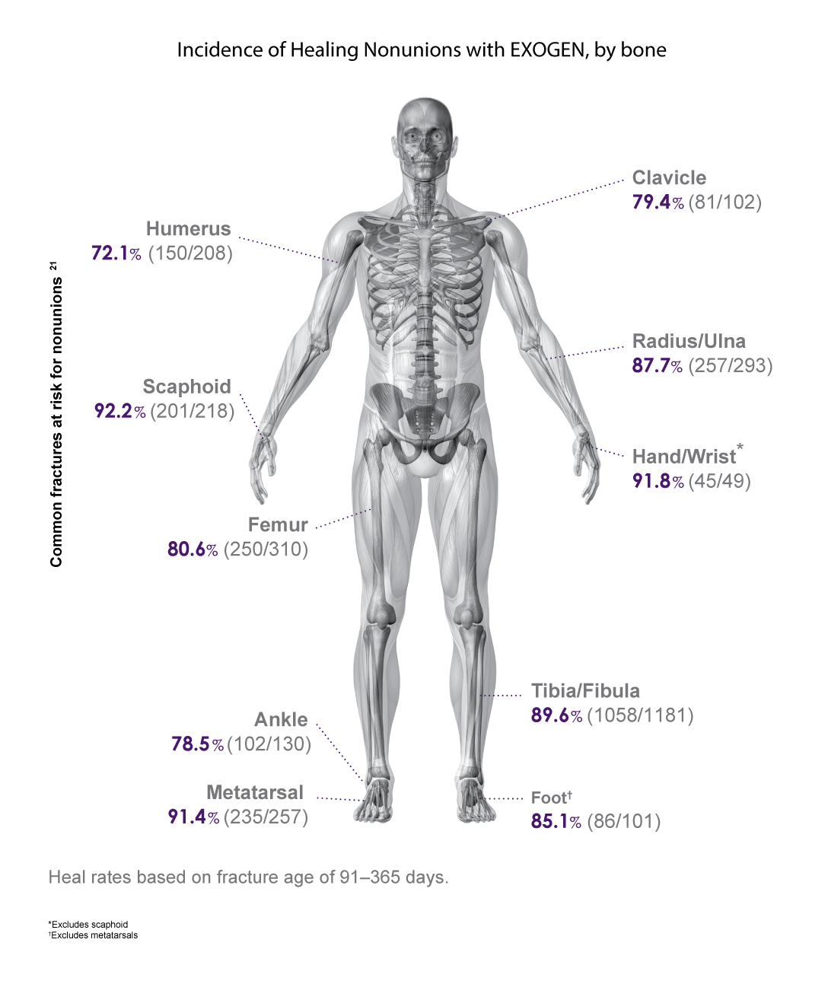 Incidence of Healing Nonunions with EXOGEN, by bone
Common fractures at risk for nonunions 21
Clavicle
79.4% (81/102)
Humerus
72.1% (150/208)
Radius/Ulna
87.7% (257/293)
Scaphoid
92.2% (201/218)
Hand/Wrist*
91.8% (45/49)
Femur
80.6% (250/310)
Tibia/Fibula
89.6% (1058/1181)
Ankle
78.5% (102/130)
Metatarsal
91.4% (235/257)
Foot†
85.1% (86/101)
Heal rates based on fracture age of 91–365 days.
*Excludes scaphoid
†Excludes metatarsals